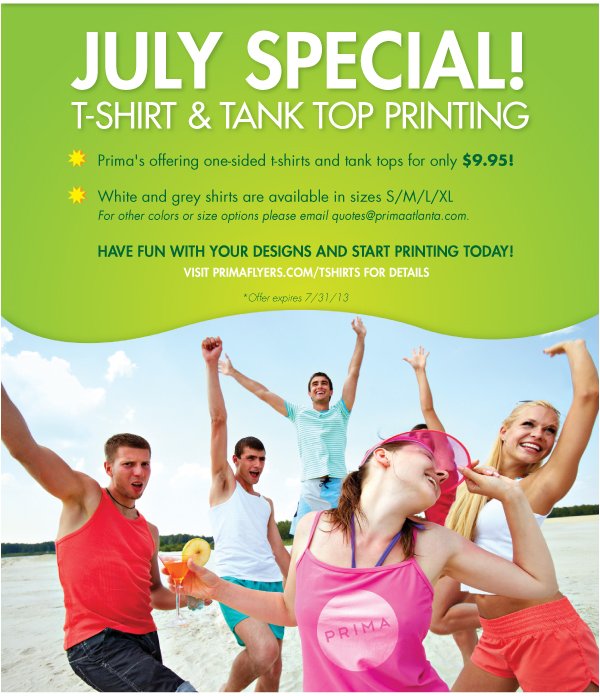 JULY SPECIAL!
T-SHIRT & TANK TOP PRINTING
Prima's offering one-sided t-shirts and tank tops for only $9.95!
White and grey shirts are available in sizes S/M/L/XL
For other colors or size options please email quotes@primaatlanta.com.
HAVE FUN WITH YOUR DESIGNS AND START PRINTING TODAY!
VISIT PRIMAFLYERS.COM/TSHIRTS FOR DETAILS
*Offer expires 7/31/13
PRIMA